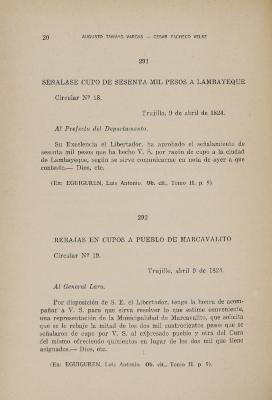 20 AUGUSTO TAMAYO VARGAS — CESAR PACHECO VELEZ
291
SEÑALASE CUPO DE SESENTA MIL PESOS A LAMBAYEQUE
Circular Nº 18.
Trujillo, 9 de abril de 1824.
Al Prefecto del Departamento.
Su Excelencia el Libertador, ha aprobado el señalamiento de
sesenta mil pesos que ha hecho V. S. por razón de cupo a la ciudad
de Lambayeque, según se sirve comunicarme en nota de ayer a que
contesto.— Dios, etc.
(En: EGUIGUREN, Luis Antonio. Ob. cit., Tomo II. p. 9).
292
REBAJAS EN CUPOS A PUEBLO DE MARCAVALITO
Circular Nº 19.
Trujillo, abril 9 de 1824.
Al General Lara.
Por disposición de S. E. el Libertador, tengo la honra de acom-
pañar a V. S. para que sirva resolver lo que estime conveniente,
una representación de la Municipalidad de Marcavalito, que solicita
que se le rebaje la mitad de los dos mil cuatrocientos pesos que se
señalaron de cupo por V. S. al expresado pueblo y otra del Cura
del mismo ofreciendo quinientos en lugar de los dos mil que tiene
asignados.— Dios, etc.
(En: EGUIGUREN, Luis Antonio. Ob. cit., Tomo II. p. 9).